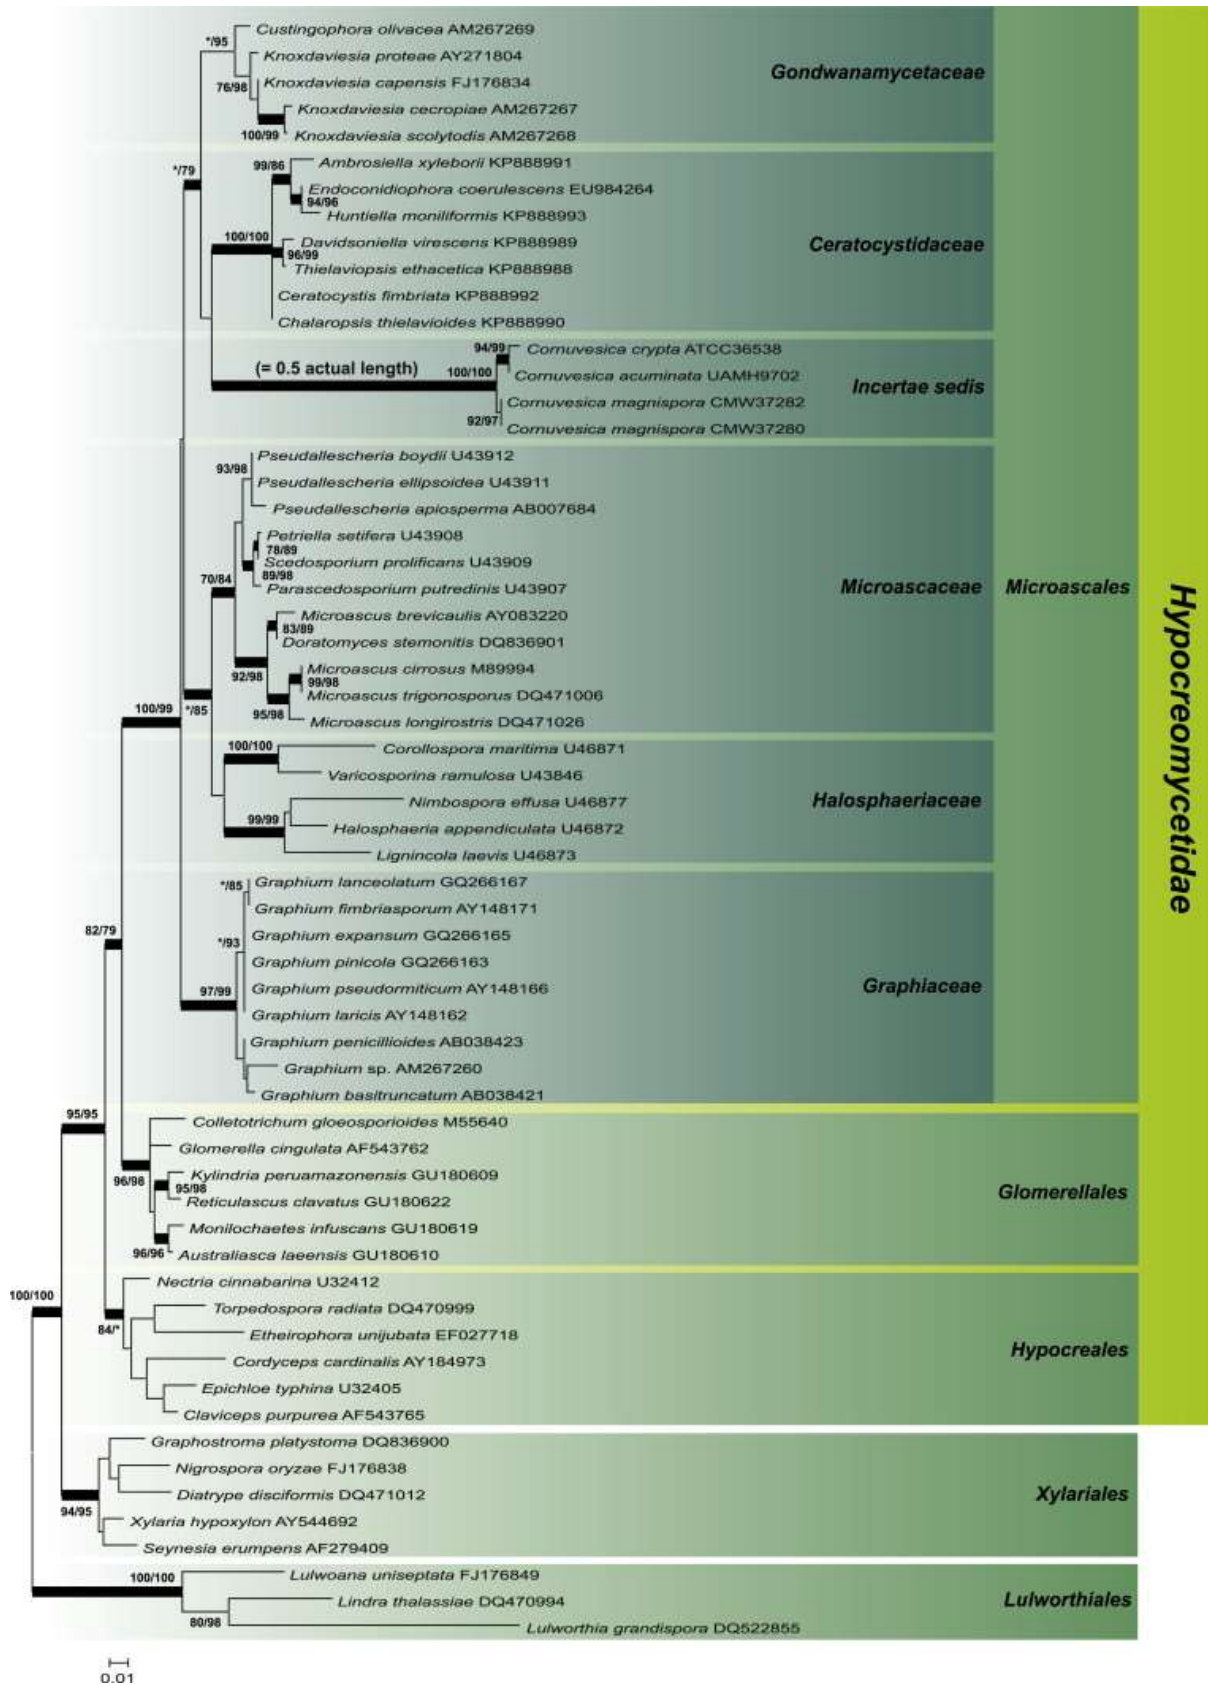 Custingophora olivacea AM267269
*/95
Knoxdaviesia proteae AY271804
Gondwanamycetaceae
76/98
Knoxdaviesia capensis FJ176834
Knoxdaviesia cecropiae AM267267
100/99
Knoxdaviesia scolytodis AM267268
*/79
99/86
Ambrosiella xyleborii KP888991
Endoconidiophora coerulescens EU984264
94/96
Huntiella moniliformis KP888993
100/100
Davidsoniella virescens KP888989
Ceratocystidaceae
96/99
Thielaviopsis ethacetica KP888988
Ceratocystis fimbriata KP888992
Chalaropsis thielavioides KP888990
94/99
Cornuvesica crypta ATCC36538
(= 0.5 actual length)
100/100
Cornuvesica acuminata UAMH9702
Incertae sedis
Cornuvesica magnispora CMW37282
92/97
Cornuvesica magnispora CMW37280
Pseudallescheria boydii U43912
93/98
Pseudallescheria ellipsoidea U43911
Pseudallescheria apiosperma AB007684
Petriella setifera U43908
78/89
Scedosporium prolificans U43909
70/84
89/98
Parascedosporium putredinis U43907
Microascaceae
Microascales
Hypocreomycetidae
Microascus brevicaulis AY083220
83/89
Doratomyces stemonitis DQ836901
92/98
Microascus cirrosus M89994
99/98
Microascus trigonosporus DQ471006
*/85
95/98
Microascus longirostris DQ471026
100/99
100/100
Corollospora maritima U46871
Varicosporina ramulosa U43846
Nimbospora effusa U46877
Halosphaeriaceae
99/99
Halosphaeria appendiculata U46872
Lignincola laevis U46873
*/85
Graphium lanceolatum GQ266167
Graphium fimbriasporum AY148171
82/79
*/93
Graphium expansum GQ266165
Graphium pinicola GQ266163
97/99
Graphium pseudormiticum AY148166
Graphiaceae
Graphium laricis AY148162
Graphium penicillioides AB038423
Graphium sp. AM267260
Graphium basitruncatum AB038421
95/95
Colletotrichum gloeosporioides M55640
Glomerella cingulata AF543762
96/98
Kylindria peruamazonensis GU180609
95/98
Reticulascus clavatus GU180622
Glomerellales
Monilochaetes infuscans GU180619
96/96
Australiasca laeensis GU180610
Nectria cinnabarina U32412
100/100
Torpedospora radiata DQ470999
84/*
Etheirophora unijubata EF027718
Hypocreales
Cordyceps cardinalis AY184973
Epichloe typhina U32405
Claviceps purpurea AF543765
Graphostroma platystoma DQ836900
Nigrospora oryzae FJ176838
Diatrype disciformis DQ471012
Xylariales
94/95
Xylaria hypoxylon AY544692
Seynesia erumpens AF279409
100/100
Lulwoana uniseptata FJ176849
Lindra thalassiae DQ470994
Lulworthiales
80/98
Lulworthia grandispora DQ522855
0.01